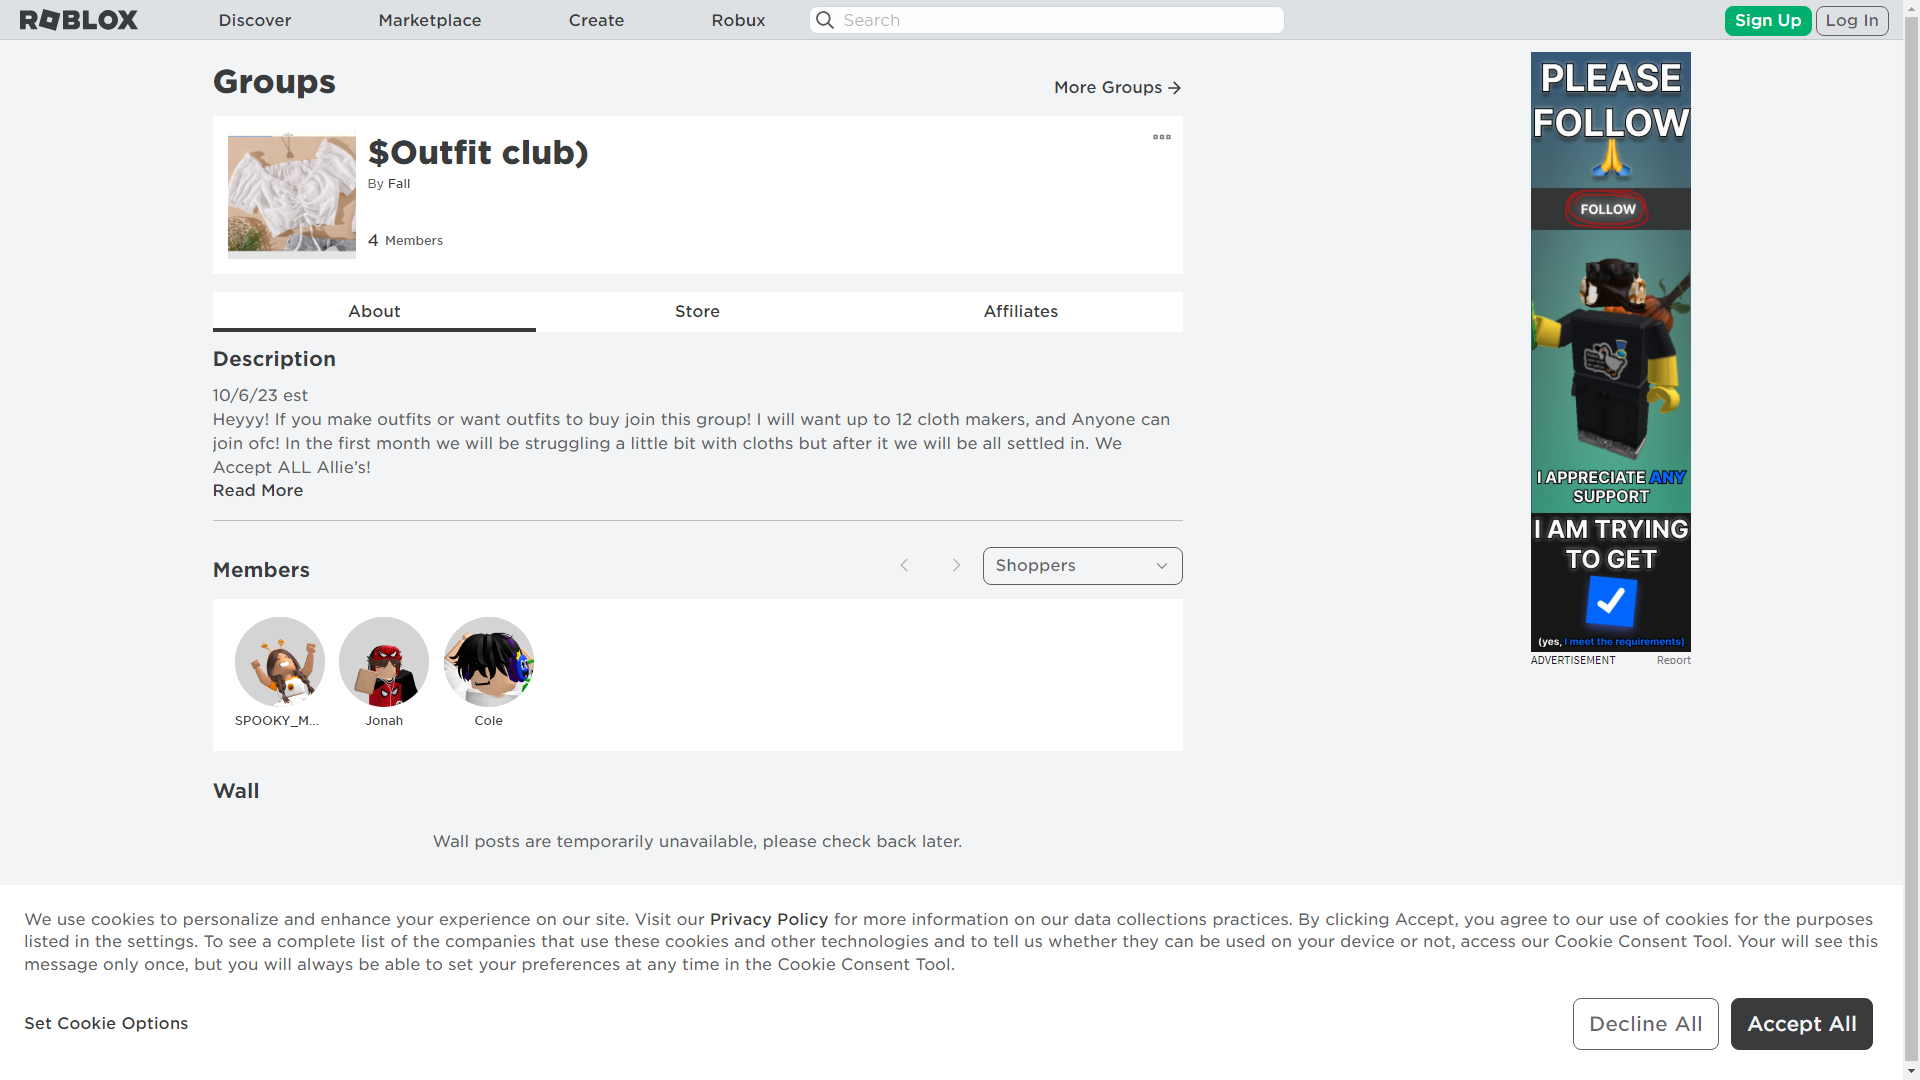 ROBLOX
Discover
Marketplace
Create
Robux
Search
Sign Up
Log In
Groups
More Groups
$Outfit club)
By Fall
4 Members
About
Store
Affiliates
Description
10/6/23 est
Heyyy! If you make outfits or want outfits to buy join this group! I will want up to 12 cloth makers, and Anyone can
join ofc! In the first month we will be struggling a little bit with cloths but after it we will be all settled in. We
Accept ALL Allie’s!
Read More
Members
Shoppers
SPOOKY_M...
Jonah
Cole
Wall
Wall posts are temporarily unavailable, please check back later.
PLEASE
FOLLOW
FOLLOW
I APPRECIATE ANY
SUPPORT
I AM TRYING
TO GET
(yes, I meet the requirements)
ADVERTISEMENT
Report
We use cookies to personalize and enhance your experience on our site. Visit our Privacy Policy for more information on our data collections practices. By clicking Accept, you agree to our use of cookies for the purposes
listed in the settings. To see a complete list of the companies that use these cookies and other technologies and to tell us whether they can be used on your device or not, access our Cookie Consent Tool. Your will see this
message only once, but you will always be able to set your preferences at any time in the Cookie Consent Tool.
Set Cookie Options
Decline All
Accept All